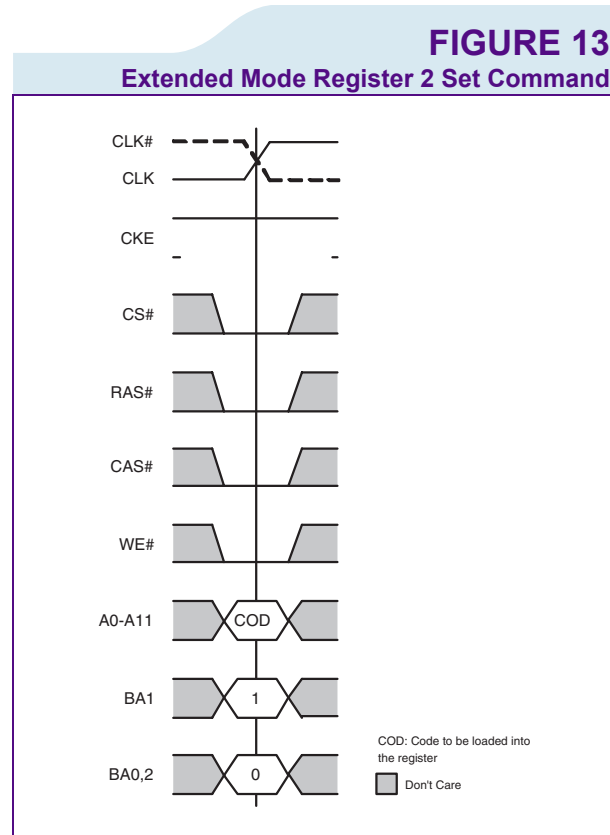 FIGURE 13
Extended Mode Register 2 Set Command
CLK#
CLK
CKE
CS#
RAS#
CAS#
WE#
A0-A11
COD
BA1
1
BA0,2
0
COD: Code to be loaded into
the register
Don't Care